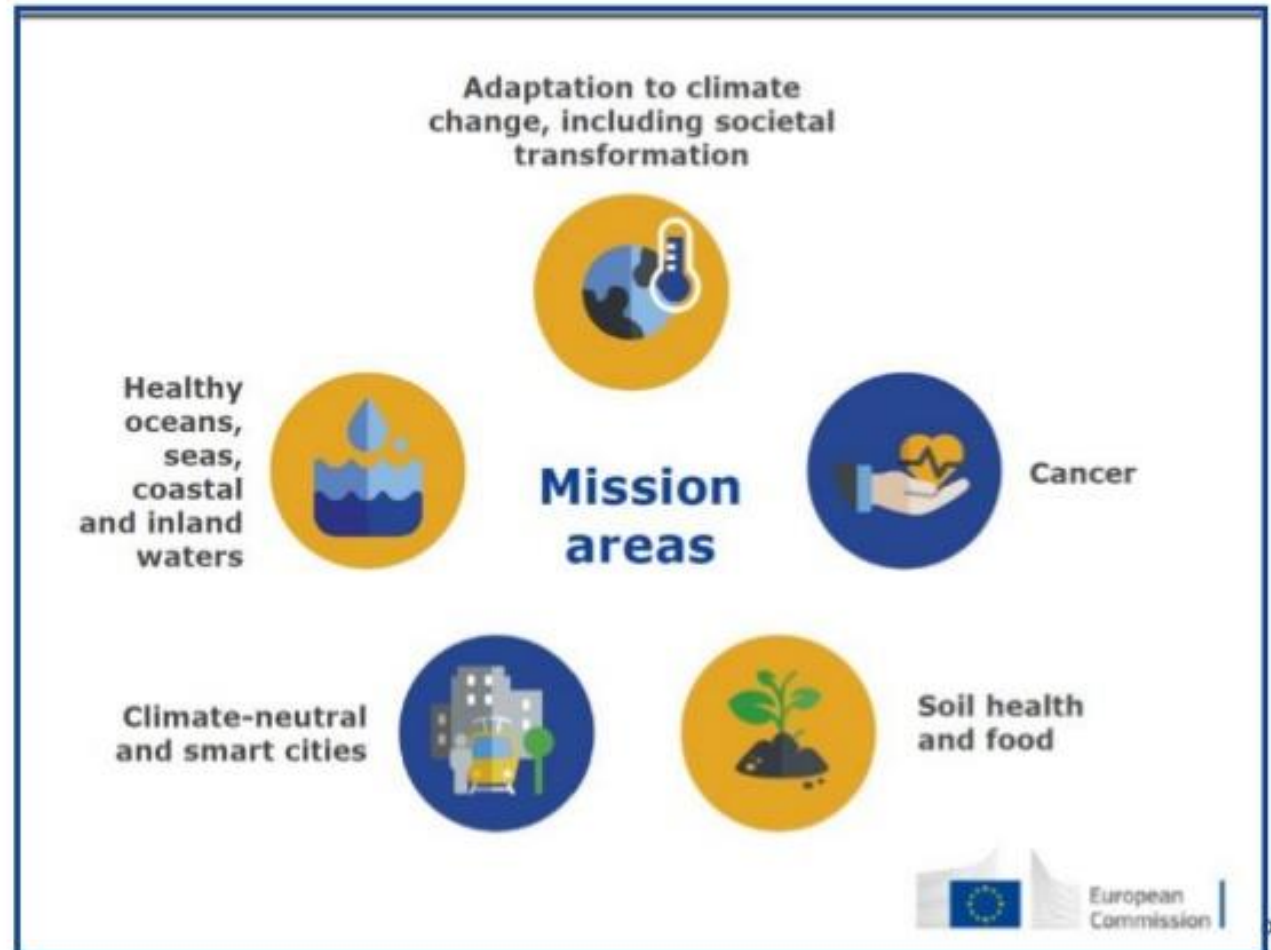 Adaptation to climate
change, including societal
transformation
Healthy
oceans,
seas,
coastal
and inland
waters
Mission
areas
Cancer
Climate-neutral
and smart cities
Soil health
and food
European
Commission